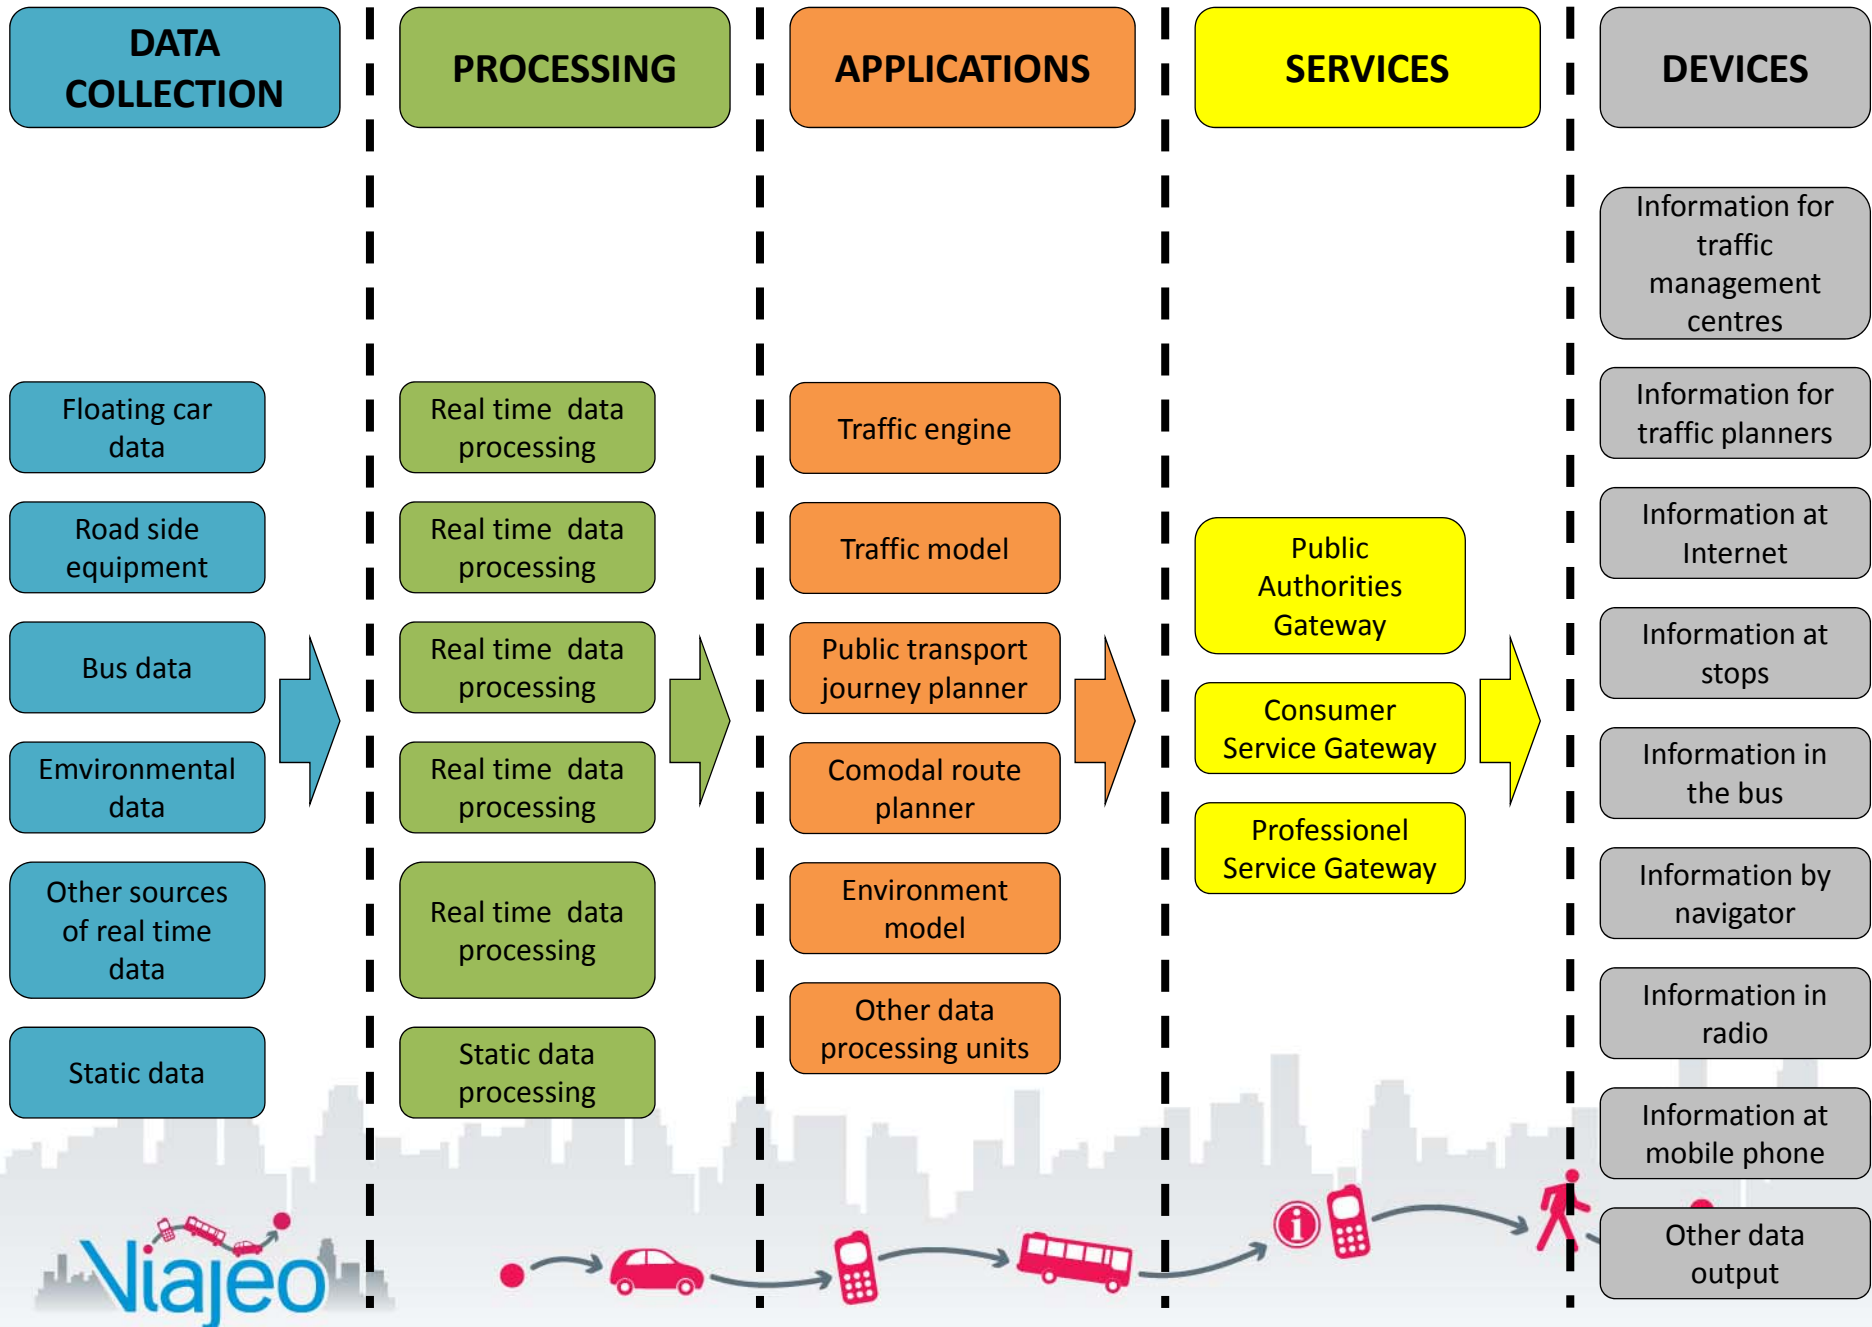 DATA
COLLECTION
PROCESSING
APPLICATIONS
SERVICES
DEVICES
Floating car
data
Road side
equipment
Bus data
Emvironmental
data
Other sources
of real time
data
Static data
Real time data
processing
Real time data
processing
Real time data
processing
Real time data
processing
Real time data
processing
Static data
processing
Traffic engine
Traffic model
Public transport
journey planner
Comodal route
planner
Environment
model
Other data
processing units
Public
Authorities
Gateway
Consumer
Service Gateway
Professionel
Service Gateway
Information for
traffic
management
centres
Information for
traffic planners
Information at
Internet
Information at
stops
Information in
the bus
Information by
navigator
Information in
radio
Information at
mobile phone
Other data
output
Viajeo
i